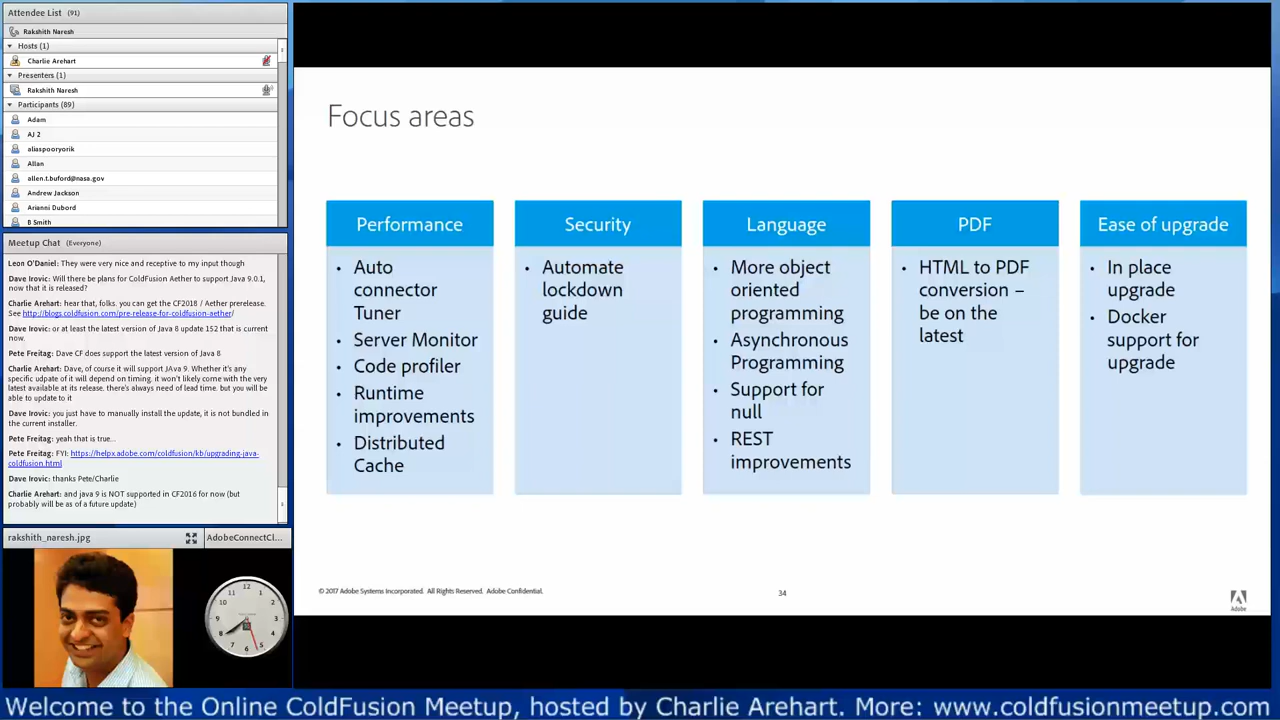 Attendee List (91)
Rakshith Naresh
Hosts (1)
Charlie Arehart
Presenters (1)
Rakshith Naresh
Participants (89)
Adam
AJ 2
aliaspooryorik
Allan
allen.t.buford@nasa.gov
Andrew Jackson
Arianni Dubord
B Smith
Meetup Chat (Everyone)
Leon O'Daniel: They were very nice and receptive to my input though
Dave Irovic: Will there be plans for ColdFusion Aether to support Java 9.0.1,
now that it is released?
Charlie Arehart: hear that, folks. you can get the CF2018 / Aether prerelease.
See http://blogs.coldfusion.com/pre-release-for-coldfusion-aether/
Dave Irovic: or at least the latest version of Java 8 update 152 that is current
now.
Pete Freitag: Dave CF does support the latest version of Java 8
Charlie Arehart: Dave, of course it will support JAva 9. Whether it's any
specific udpate of it will depend on timing. it won't likely come with the very
latest available at its release. there's always need of lead time. but you will be
able to update to it
Dave Irovic: you just have to manually install the update, it is not bundled in
the current installer.
Pete Freitag: yeah that is true...
Pete Freitag: FYI: https://helpx.adobe.com/coldfusion/kb/upgrading-java-
coldfusion.html
Dave Irovic: thanks Pete/Charlie
Charlie Arehart: and java 9 is NOT supported in CF2016 for now (but
probably will be as of a future update)
rakshith_naresh.jpg
AdobeConnectCl...
12
1
2
3
4
5
6
7
8
9
10
11
Focus areas
Performance
• Auto
connector
Tuner
• Server Monitor
• Code profiler
• Runtime
improvements
• Distributed
Cache
Security
• Automate
lockdown
guide
Language
• More object
oriented
programming
• Asynchronous
Programming
• Support for
null
• REST
improvements
PDF
• HTML to PDF
conversion –
be on the
latest
Ease of upgrade
• In place
upgrade
• Docker
support for
upgrade
© 2017 Adobe Systems Incorporated. All Rights Reserved. Adobe Confidential.
34
Adobe
Welcome to the Online ColdFusion Meetup, hosted by Charlie Arehart. More: www.coldfusionmeetup.com